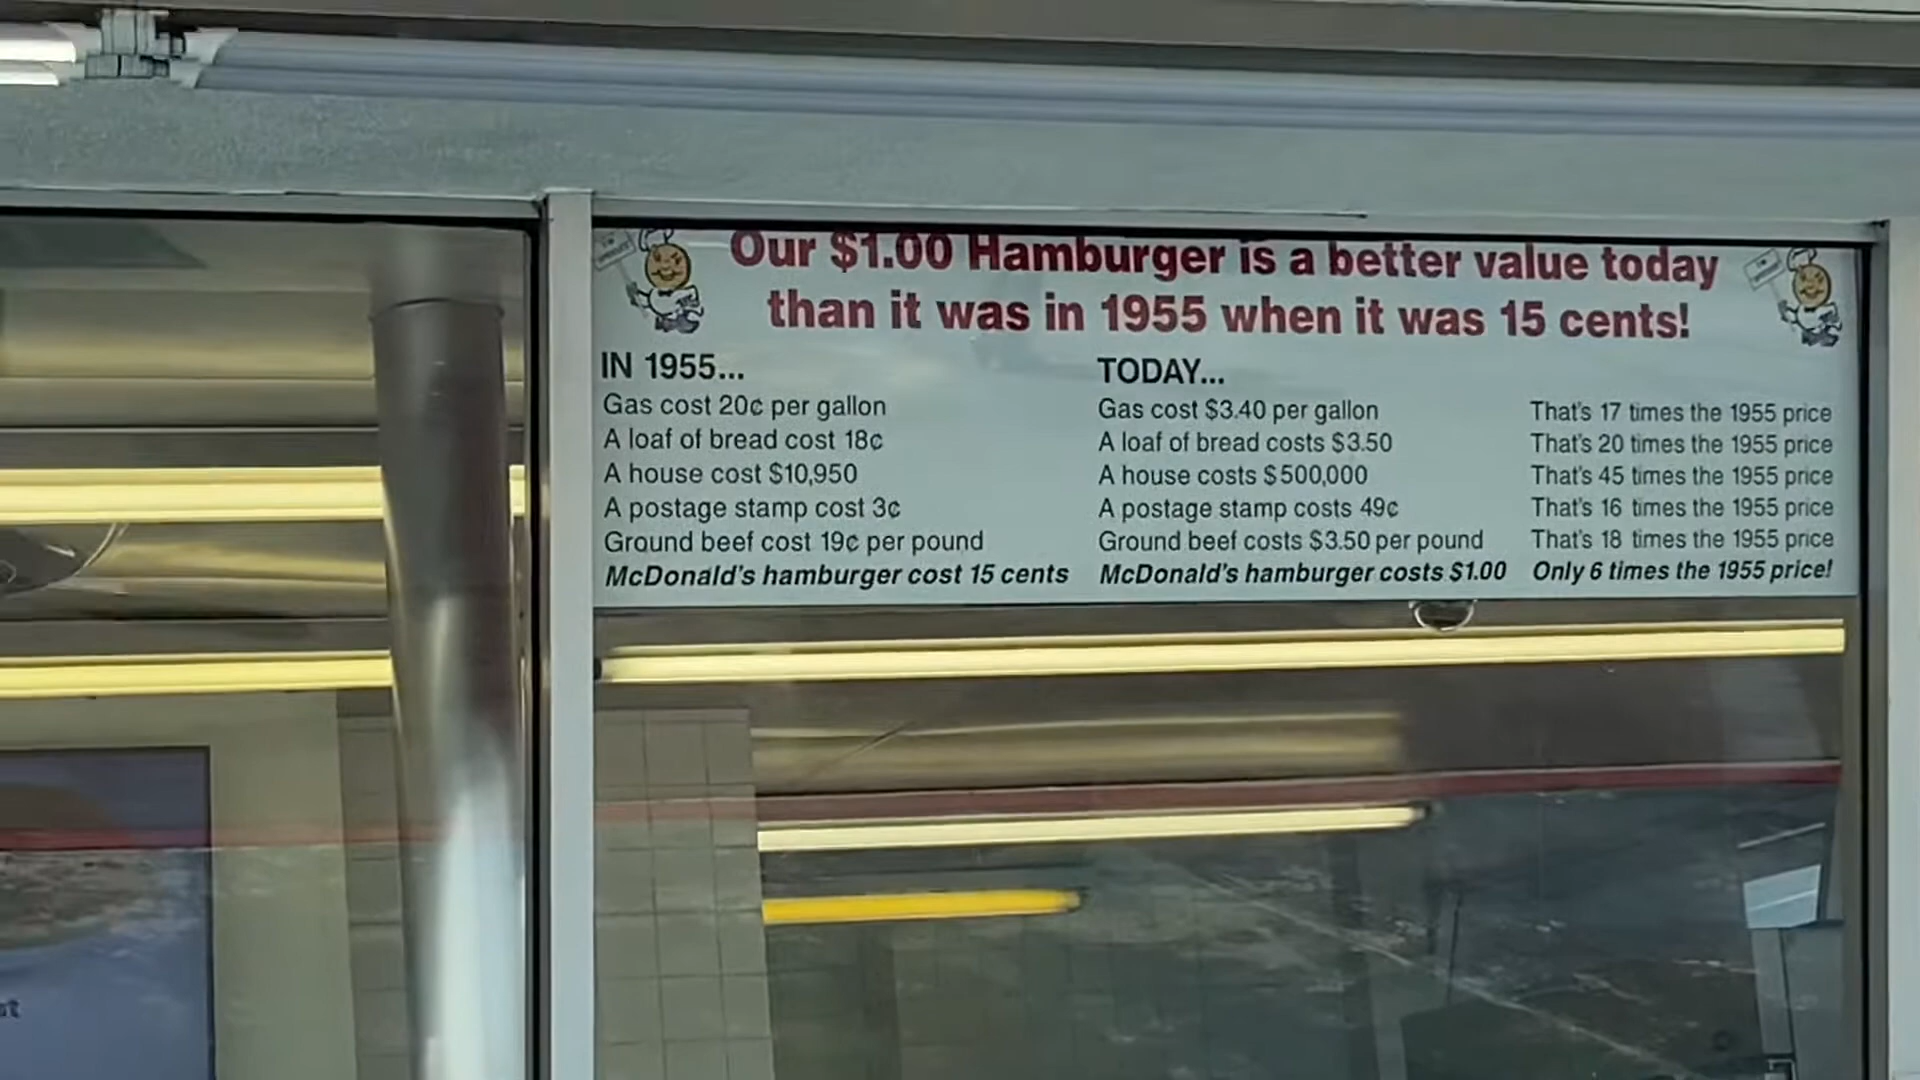 Our $1.00 Hamburger is a better value today
than it was in 1955 when it was 15 cents!
IN 1955...
Gas cost 20¢ per gallon
A loaf of bread cost 18¢
A house cost $10,950
A postage stamp cost 3¢
Ground beef cost 19¢ per pound
McDonald's hamburger cost 15 cents
TODAY...
Gas cost $3.40 per gallon
A loaf of bread costs $3.50
A house costs $500,000
A postage stamp costs 49¢
Ground beef costs $3.50 per pound
McDonald's hamburger costs $1.00
That's 17 times the 1955 price
That's 20 times the 1955 price
That's 45 times the 1955 price
That's 16 times the 1955 price
That's 18 times the 1955 price
Only 6 times the 1955 price!